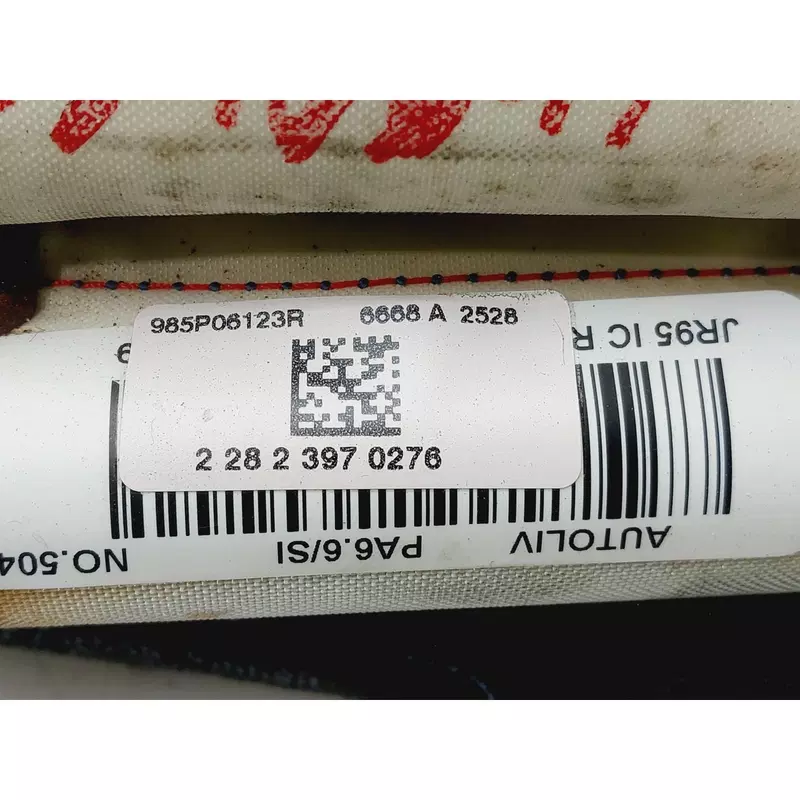 985P06123R 6668 A 2528
2 28 2 397 0276
JR95 IC R
AUTOLIV PA6.6/SI NO.504